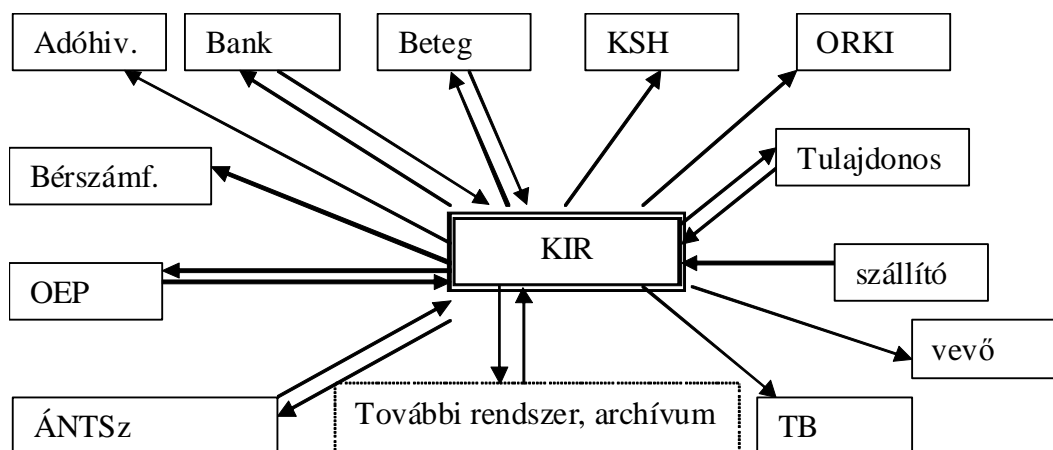 Adóhiv.
Bank
Beteg
KSH
ORKI
Bérszámf.
Tulajdonos
KIR
OEP
szállító
vevő
ÁNTSz
További rendszer, archívum
TB